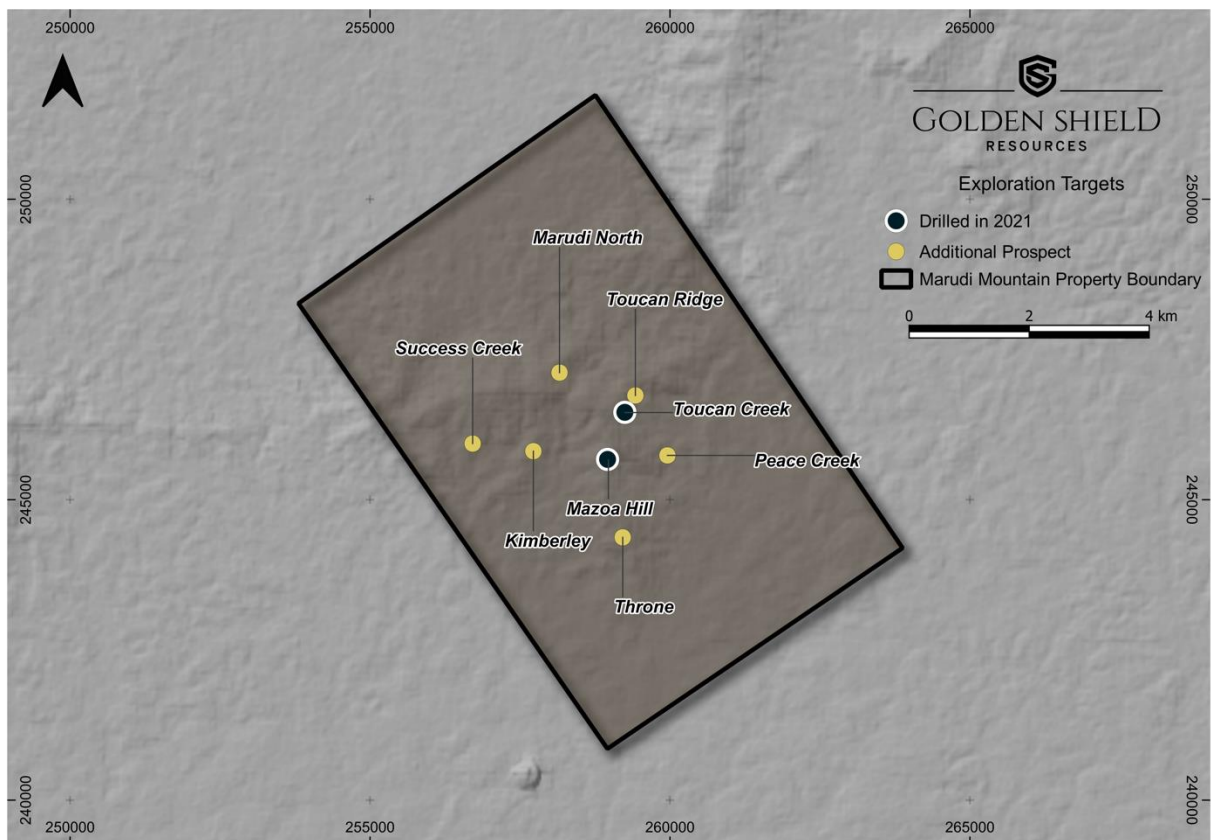 250000
255000
260000
265000
GS
GOLDEN SHIELD
RESOURCES
Exploration Targets
Drilled in 2021
Additional Prospect
Marudi Mountain Property Boundary
0 2 4 km
250000
250000
Marudi North
Toucan Ridge
Success Creek
Toucan Creek
Peace Creek
245000
245000
Mazoa Hill
Kimberley
Throne
240000
240000
250000
255000
260000
265000